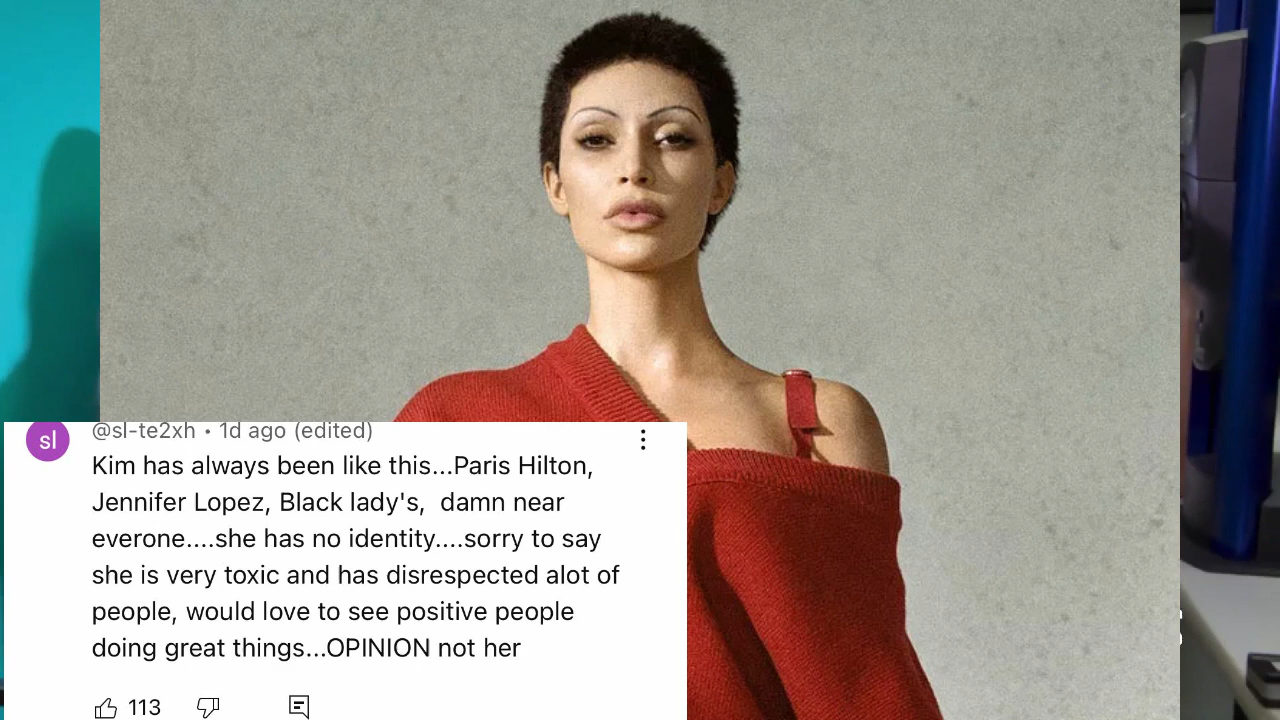 sl
@sl-te2xh • 1d ago (edited)
Kim has always been like this...Paris Hilton,
Jennifer Lopez, Black lady's,  damn near
everone....she has no identity....sorry to say
she is very toxic and has disrespected alot of
people, would love to see positive people
doing great things...OPINION not her
113